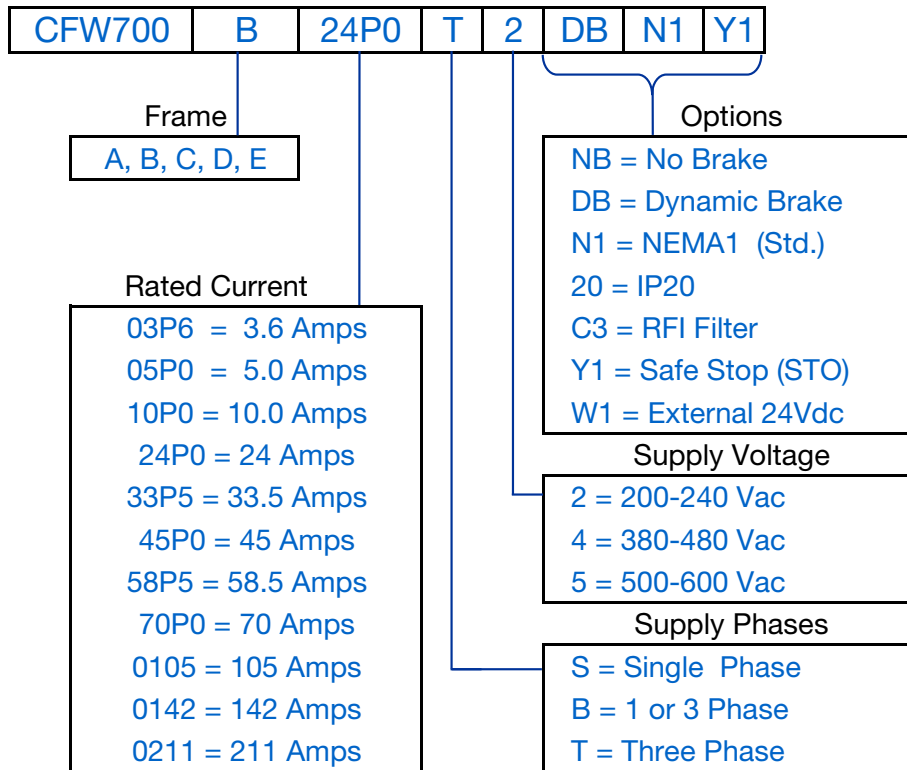 CFW700 B 24P0 T 2 DB N1 Y1
Frame
A, B, C, D, E
Rated Current
03P6 = 3.6 Amps
05P0 = 5.0 Amps
10P0 = 10.0 Amps
24P0 = 24 Amps
33P5 = 33.5 Amps
45P0 = 45 Amps
58P5 = 58.5 Amps
70P0 = 70 Amps
0105 = 105 Amps
0142 = 142 Amps
0211 = 211 Amps
Options
NB = No Brake
DB = Dynamic Brake
N1 = NEMA1 (Std.)
20 = IP20
C3 = RFI Filter
Y1 = Safe Stop (STO)
W1 = External 24Vdc
Supply Voltage
2 = 200-240 Vac
4 = 380-480 Vac
5 = 500-600 Vac
Supply Phases
S = Single Phase
B = 1 or 3 Phase
T = Three Phase